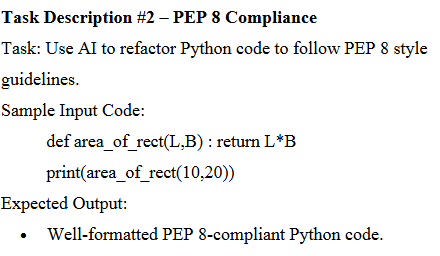 Task Description #2 – PEP 8 Compliance
Task: Use AI to refactor Python code to follow PEP 8 style
guidelines.
Sample Input Code:
def area_of_rect(L,B) : return L*B
print(area_of_rect(10,20))
Expected Output:
• Well-formatted PEP 8-compliant Python code.